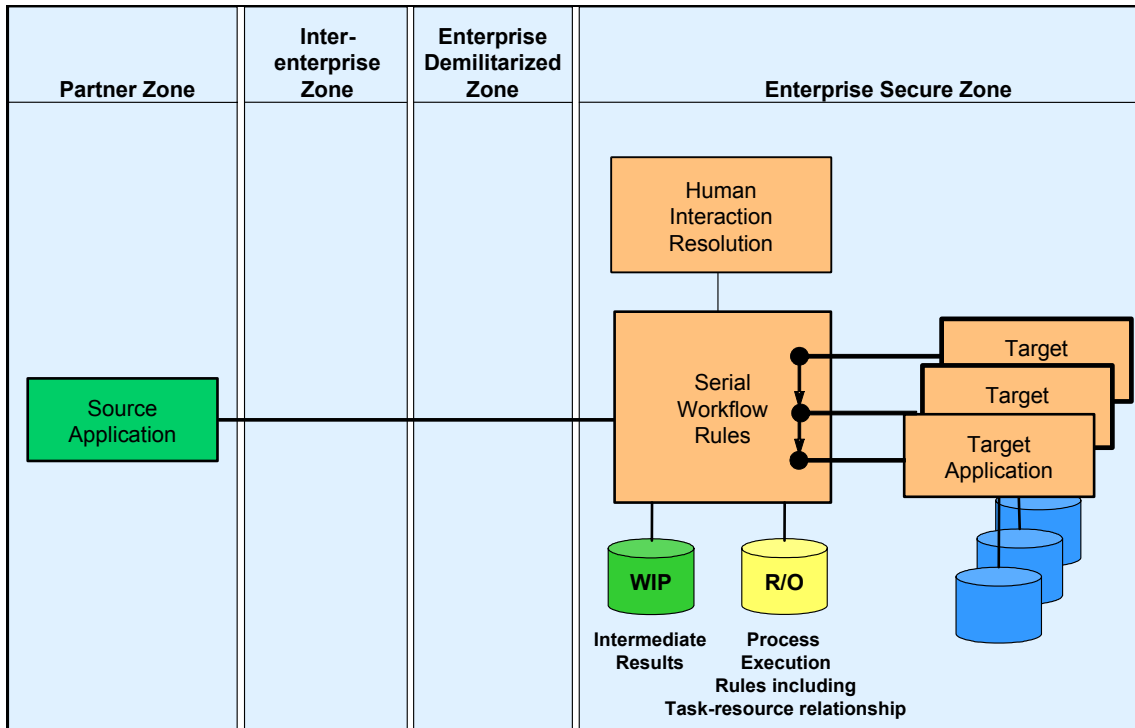 Partner Zone
Inter-
enterprise
Zone
Enterprise
Demilitarized
Zone
Enterprise Secure Zone
Human
Interaction
Resolution
Source
Application
Serial
Workflow
Rules
Target
Target
Target
Application
WIP
R/O
Intermediate
Results
Process
Execution
Rules including
Task-resource relationship